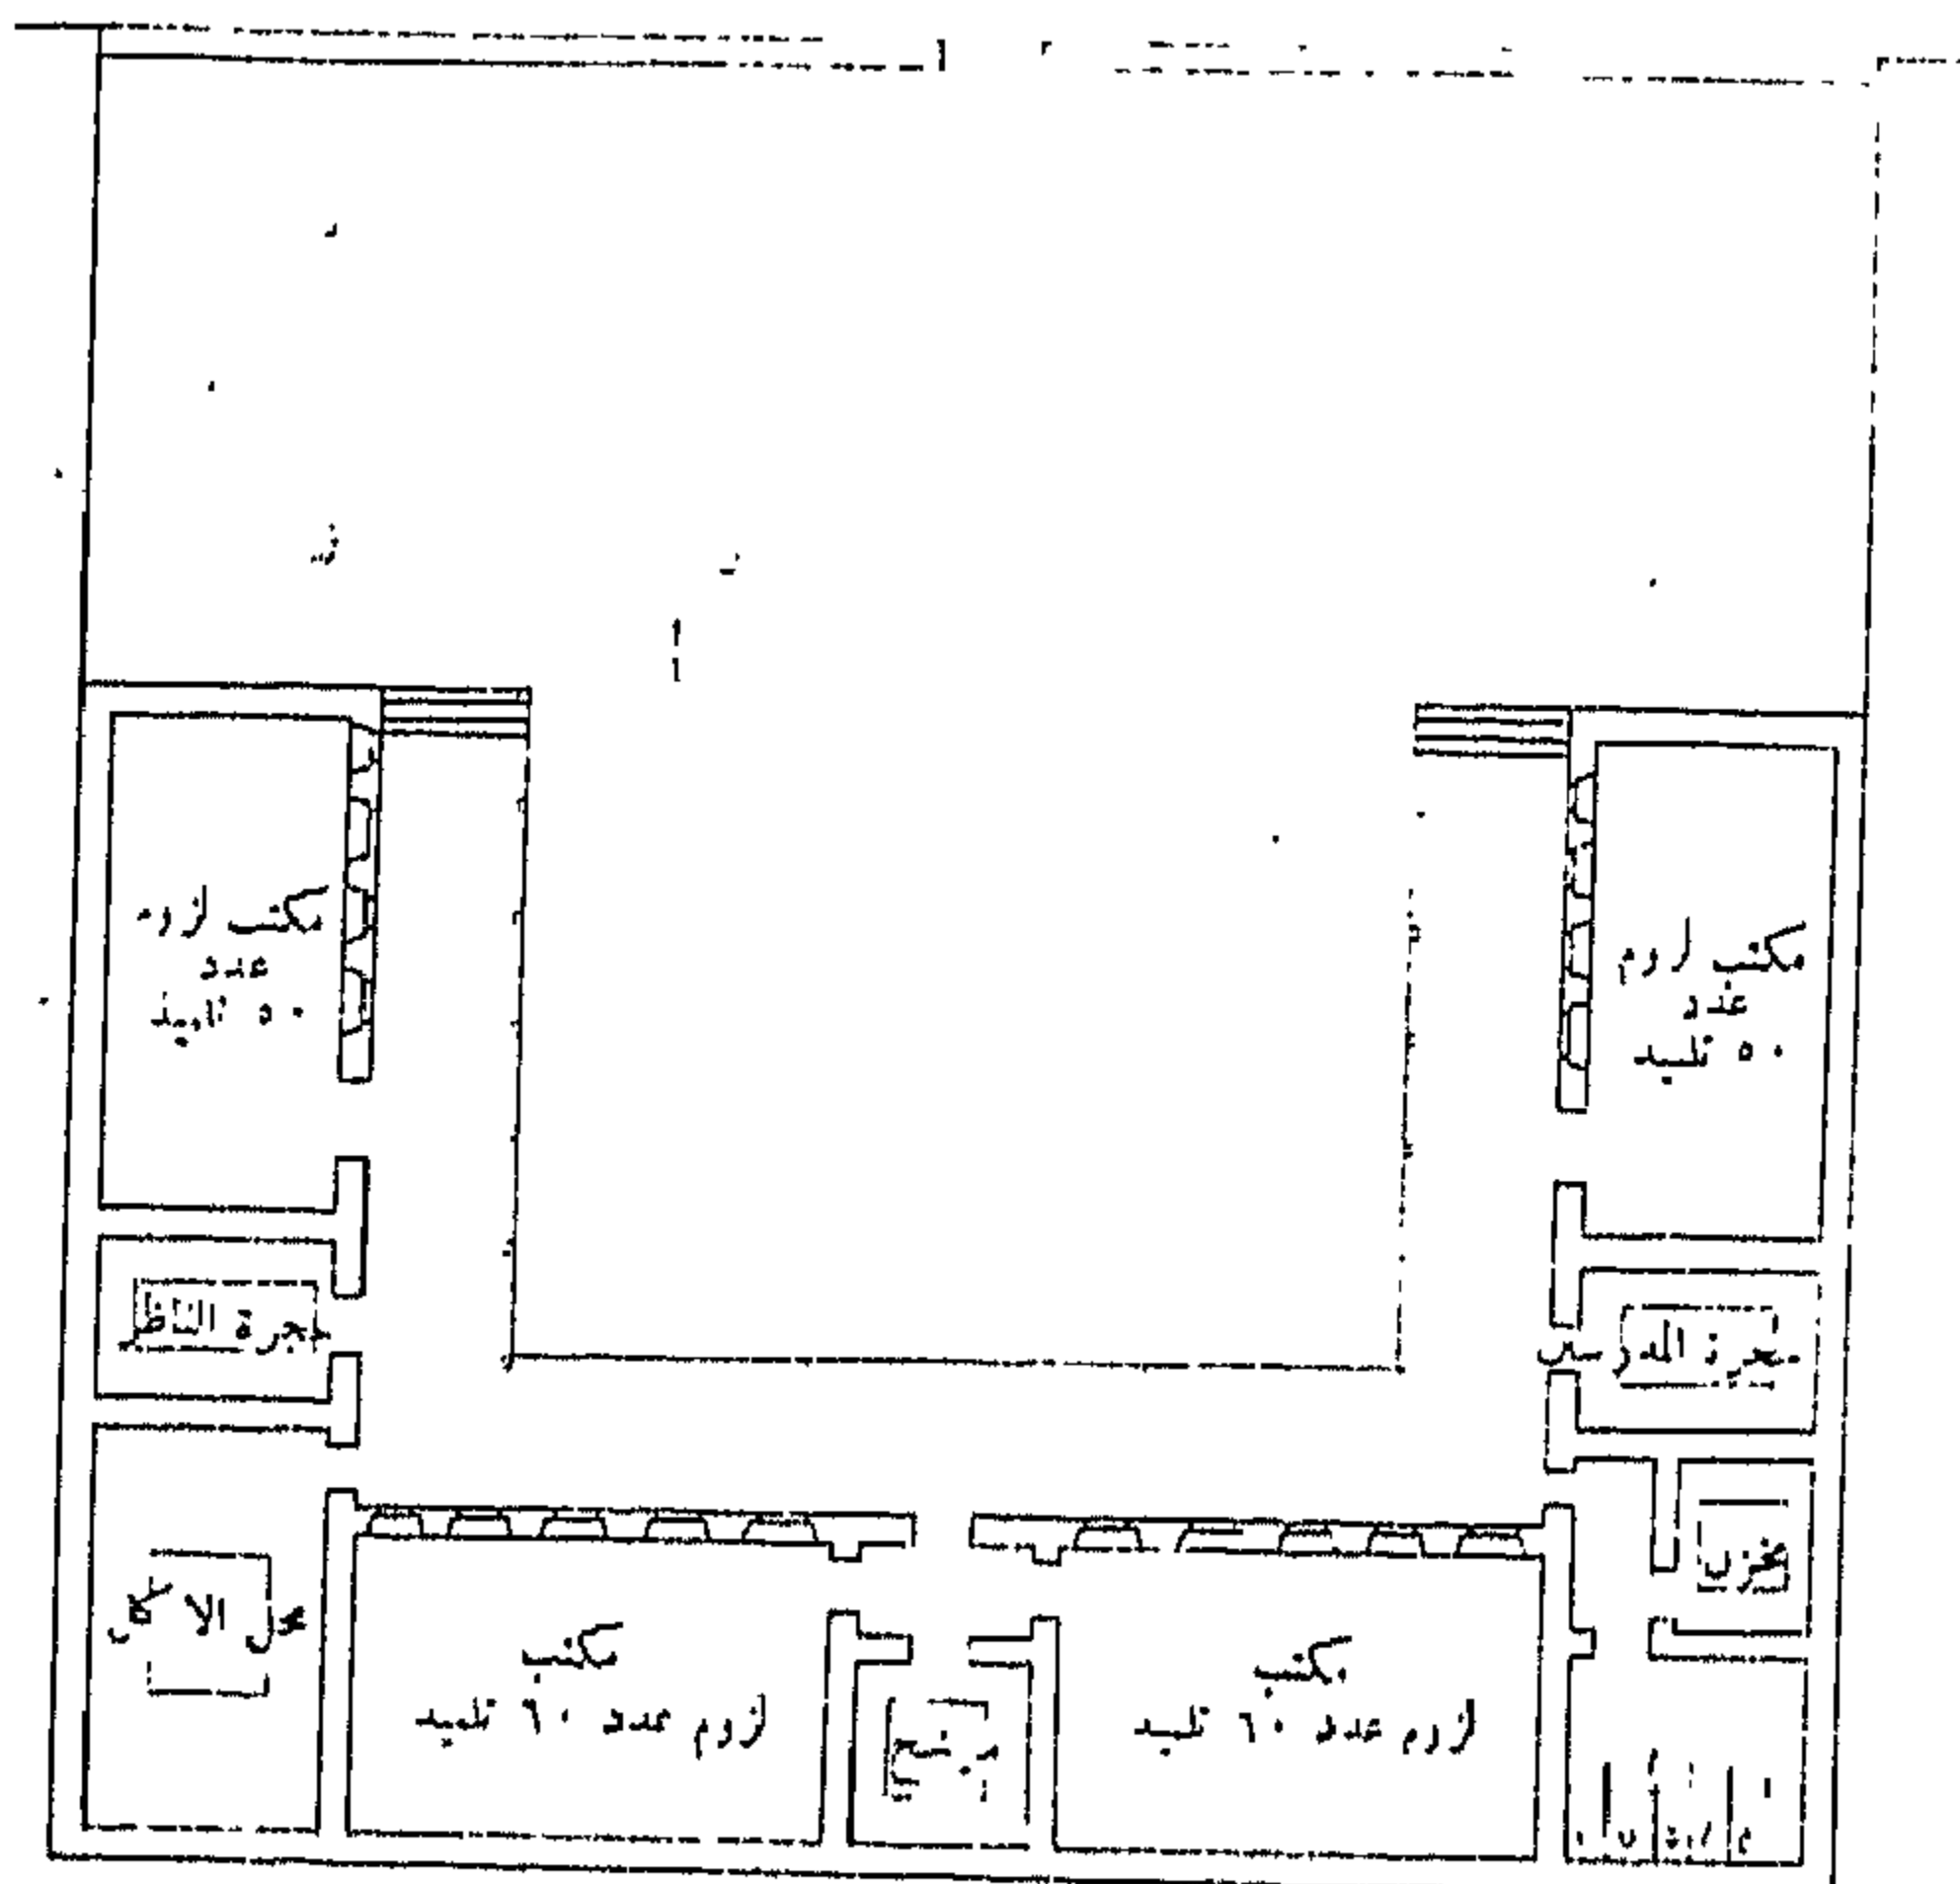 مكتب لزوم
عدد
٥٠ تلميذ
مكتب لزوم
عدد
٥٠ تلميذ
حجرة المدرسين
حجرة الناظر
مخزن
محل الاكل
مكتب
لزوم عدد ٦٠ تلميذ
مكتب
لزوم عدد ٦٠ تلميذ
مطبخ